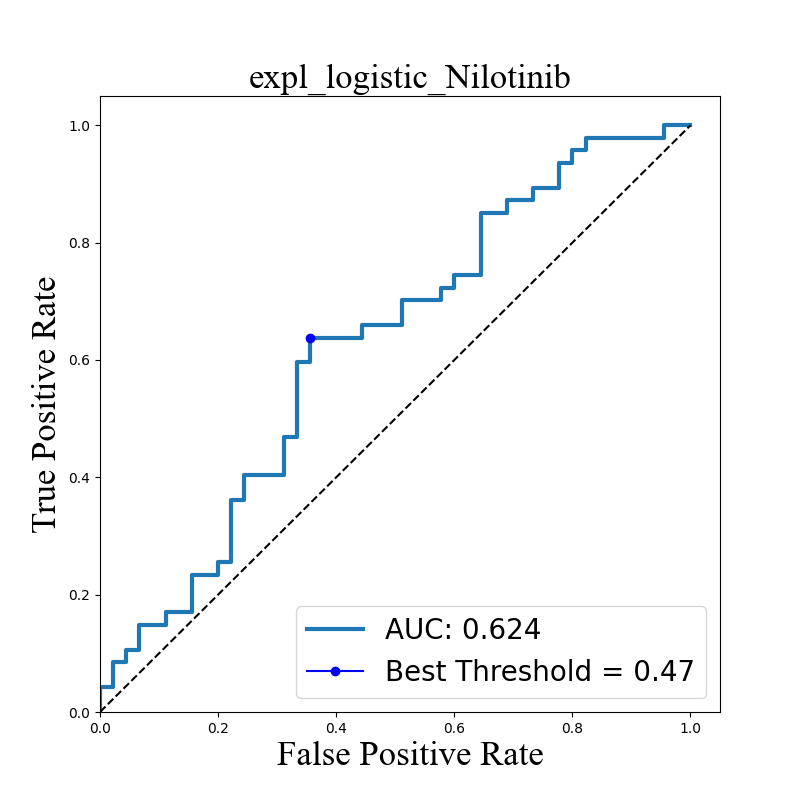 expl_logistic_Nilotinib
True Positive Rate
1.0
0.8
0.6
0.4
0.2
0.0
AUC: 0.624
Best Threshold = 0.47
0.0 0.2 0.4 0.6 0.8 1.0
False Positive Rate